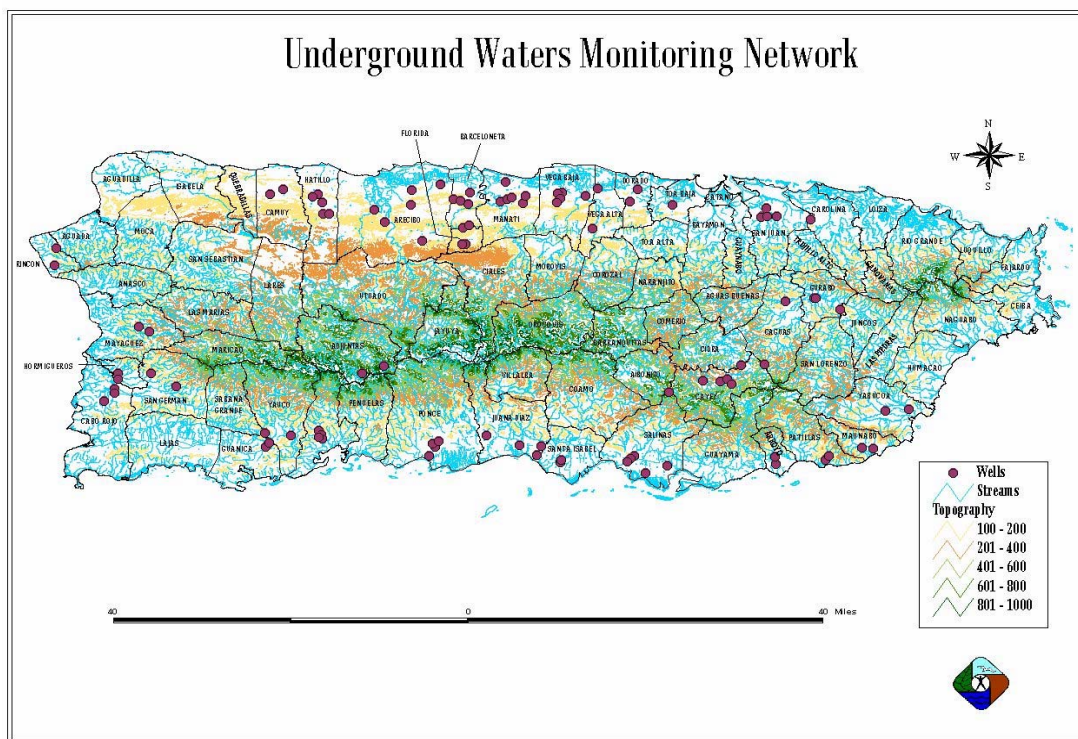 Underground Waters Monitoring Network
N
W E
S
FLORIDA
BARCELONETA
AGUADILLA
ISABELA
QUEBRADILLAS
CAMUY
HATILLO
ARECIBO
MANATI
VEGA BAJA
VEGA ALTA
DORADO
TOA BAJA
CATANO
BAYAMON
GUAYNABO
SAN JUAN
CAROLINA
TRUJILLO ALTO
LOIZA
CANOVANAS
RIO GRANDE
LUQUILLO
FAJARDO
CEIBA
AGUADA
RINCON
MOCA
ANASCO
SAN SEBASTIAN
LARES
UTUADO
CIALES
MOROVIS
COROZAL
TOA ALTA
NARANJITO
AGUAS BUENAS
GURABO
JUNCOS
NAGUABO
LAS MARIAS
MAYAGUEZ
MARICAO
ADJUNTAS
JAYUYA
OROCOVIS
BARRANQUITAS
COMERIO
CIDRA
CAGUAS
SAN LORENZO
LAS PIEDRAS
HUMACAO
HORMIGUEROS
CABO ROJO
SAN GERMAN
SABANA
GRANDE
YAUCO
PENUELAS
PONCE
VILLALBA
JUANA DIAZ
COAMO
AIBONITO
CAYEY
YABUCOA
LAJAS
GUANICA
SANTA ISABEL
SALINAS
GUAYAMA
ARROYO
PATILLAS
MAUNABO
Wells
Streams
Topography
100 - 200
201 - 400
401 - 600
601 - 800
801 - 1000
40 0 40 Miles